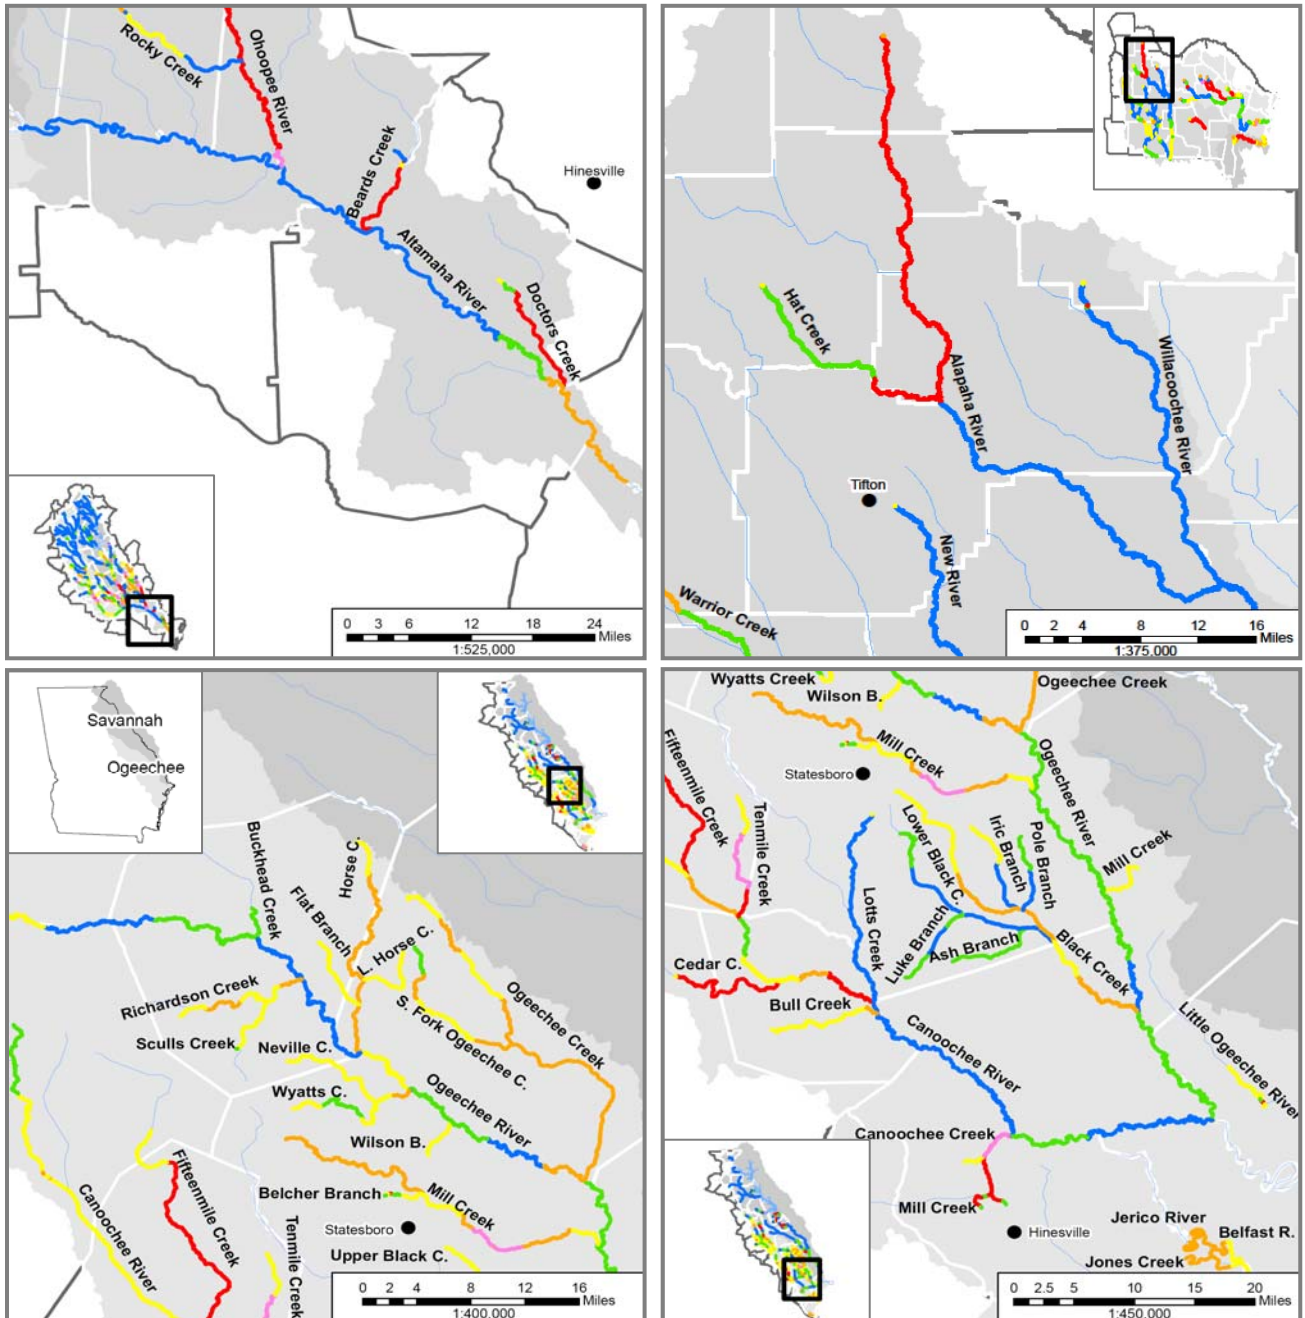 Rocky Creek
Ohoopee River
Beards Creek
Hinesville
Altamaha River
Doctors Creek
0 3 6 12 18 24
Miles
1:525,000
Hat Creek
Alapaha River
Willacoochee River
Tifton
New River
Warrior Creek
0 2 4 8 12 16
Miles
1:375,000
Savannah
Ogeechee
Buckhead Creek
Flat Branch
Horse C.
L. Horse C.
Richardson Creek
Sculls Creek
Neville C.
S. Fork Ogeechee C.
Ogeechee Creek
Wyatts C.
Ogeechee River
Wilson B.
Belcher Branch
Mill Creek
Fifteenmile Creek
Canoochee River
Statesboro
Tenmile Creek
Upper Black C.
0 2 4 8 12 16
Miles
1:400,000
Wyatts Creek
Wilson B.
Ogeechee Creek
Fifteenmile Creek
Mill Creek
Statesboro
Ogeechee River
Tenmile Creek
Lower Black C.
Iric Branch
Pole Branch
Mill Creek
Lotts Creek
Luke Branch
Ash Branch
Black Creek
Cedar C.
Bull Creek
Canoochee River
Little Ogeechee River
Canoochee Creek
Mill Creek
Hinesville
Jerico River
Belfast R.
Jones Creek
0 2.5 5 10 15 20
Miles
1:450,000